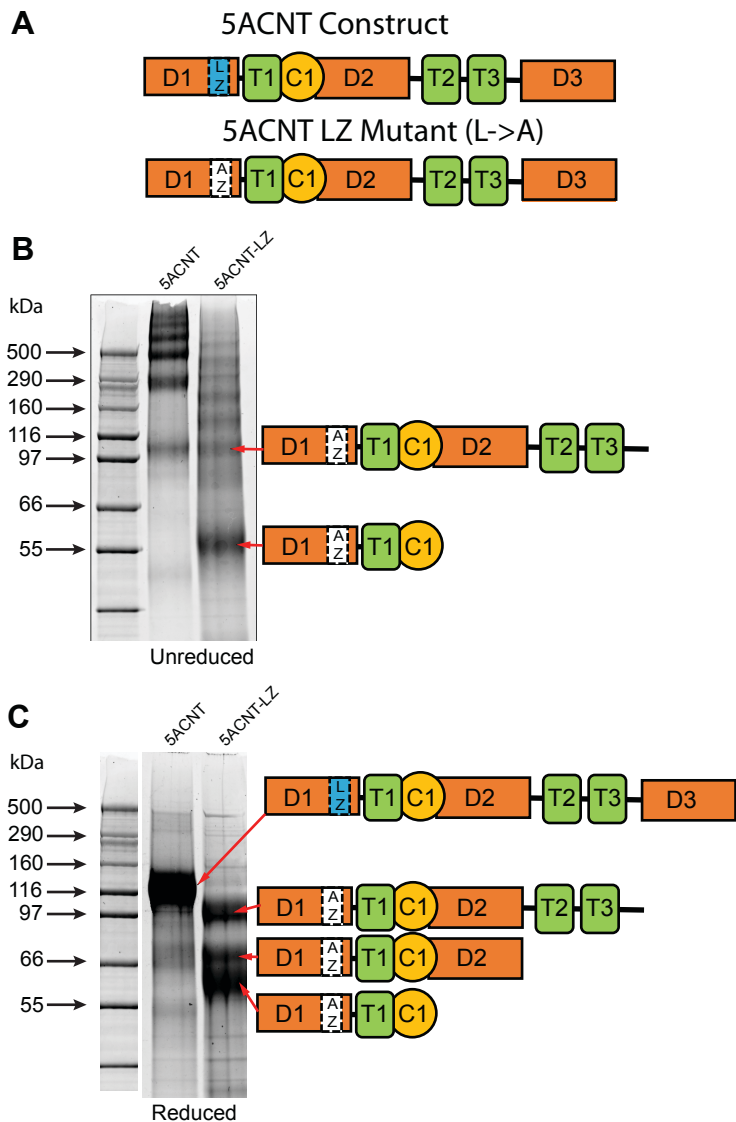 A
5ACNT Construct
D1 L Z T1 C1 D2 T2 T3 D3
5ACNT LZ Mutant (L->A)
D1 A Z T1 C1 D2 T2 T3 D3
B
5ACNT 5ACNT-LZ
kDa
500
290
160
116
97
66
55
D1 A Z T1 C1 D2 T2 T3
D1 A Z T1 C1
Unreduced
C
5ACNT 5ACNT-LZ
kDa
500
290
160
116
97
66
55
D1 L Z T1 C1 D2 T2 T3 D3
D1 A Z T1 C1 D2 T2 T3
D1 A Z T1 C1 D2
D1 A Z T1 C1
Reduced